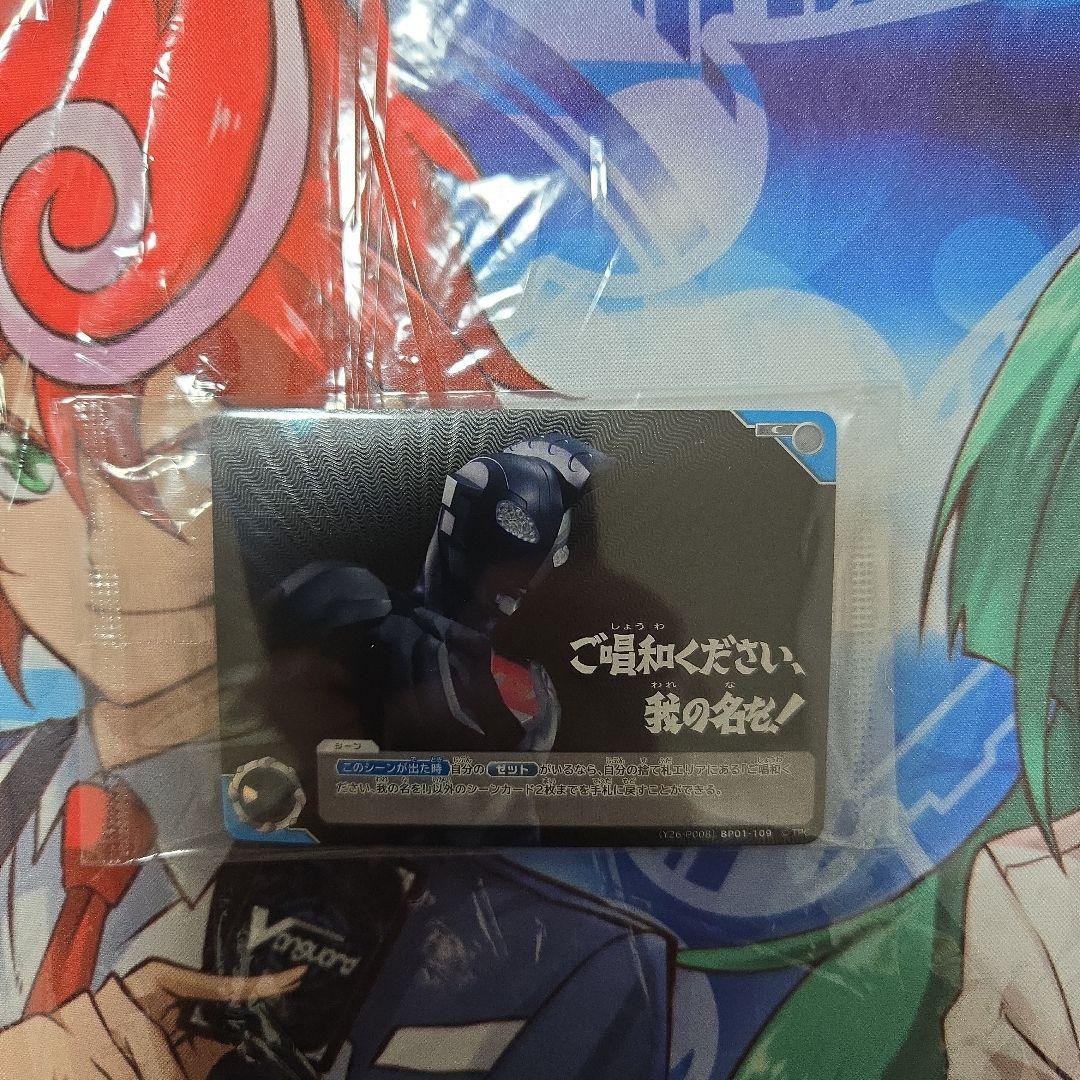 ご唱和ください、
我の名を!
シーン
このシーンが出た時 自分の ゼット がいるなら、自分の捨て札エリアにある「ご唱和く
ださい、我の名を!」以外のシーンカード2枚までを手札に戻すことができる。
(Y26-P008) BP01-109 © TPC